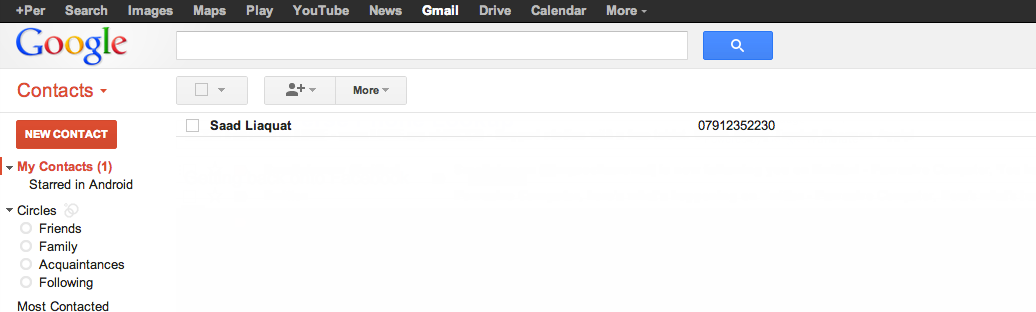 +Per Search Images Maps Play YouTube News Gmail Drive Calendar More
Google
Contacts
More
NEW CONTACT
Saad Liaquat 07912352230
My Contacts (1)
Starred in Android
Circles
Friends
Family
Acquaintances
Following
Most Contacted